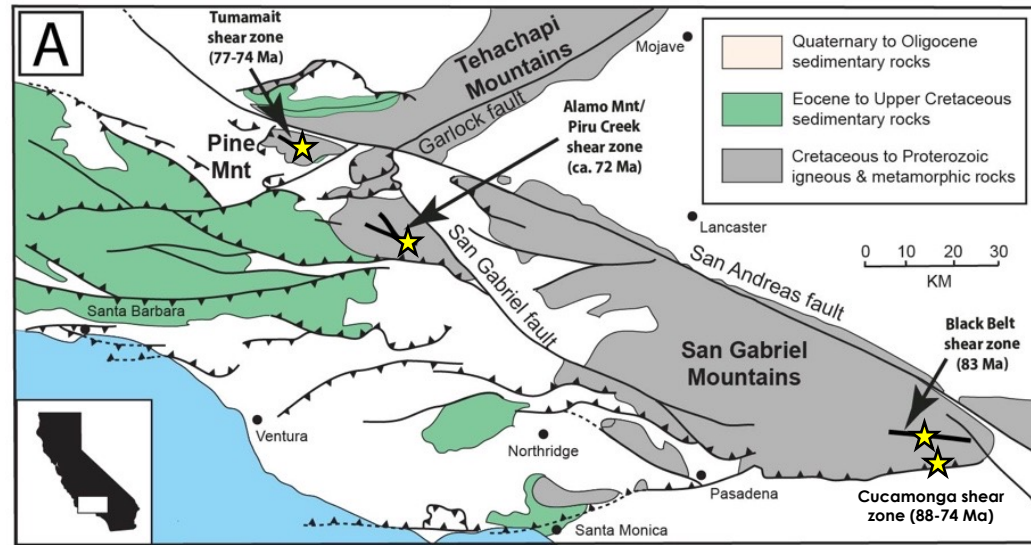 A
Tumamait
shear zone
(77-74 Ma)
Tehachapi
Mountains
Mojave
Quaternary to Oligocene
sedimentary rocks
Eocene to Upper Cretaceous
sedimentary rocks
Cretaceous to Proterozoic
igneous & metamorphic rocks
Alamo Mnt/
Piru Creek
shear zone
(ca. 72 Ma)
Garlock fault
Pine
Mnt
Lancaster
0 10 20 30
KM
San Andreas fault
San Gabriel fault
Santa Barbara
Black Belt
shear zone
(83 Ma)
San Gabriel
Mountains
Ventura
Northridge
Pasadena
Cucamonga shear
zone (88-74 Ma)
Santa Monica